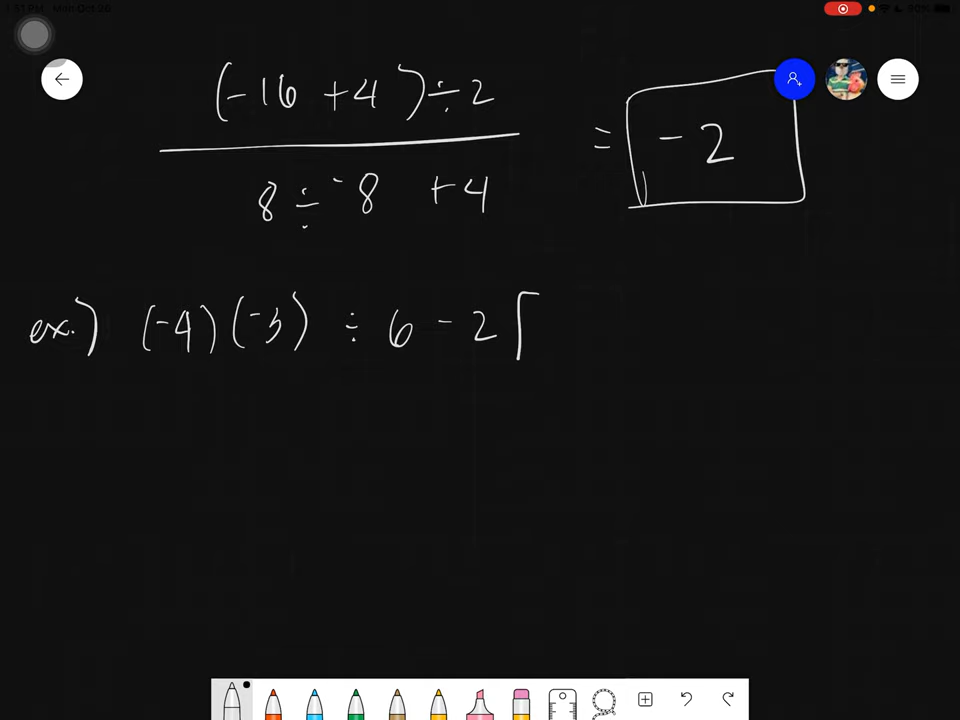 (-16 +4) ÷ 2
8 ÷ -8 +4
= -2
ex.) (-4)(-3) ÷ 6 - 2 [